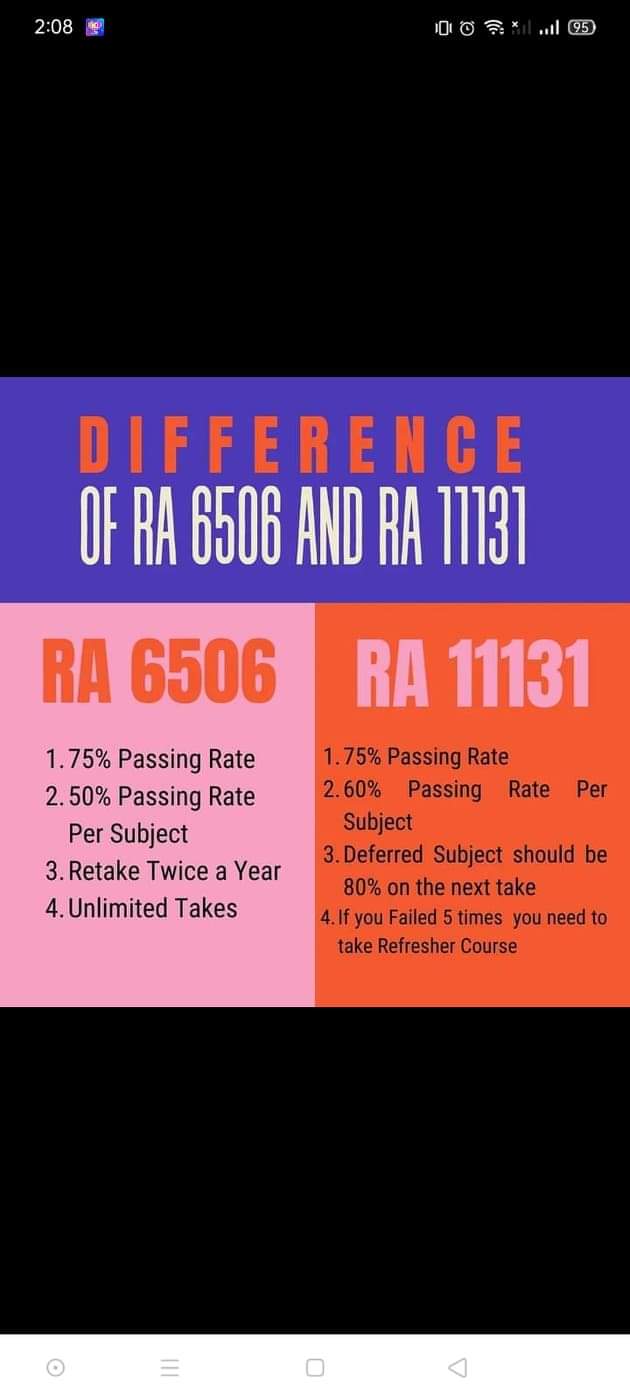 2:08
95
DIFFERENCE
OF RA 6506 AND RA 11131
RA 6506
1. 75% Passing Rate
2. 50% Passing Rate
Per Subject
3. Retake Twice a Year
4. Unlimited Takes
RA 11131
1. 75% Passing Rate
2. 60% Passing Rate Per
Subject
3. Deferred Subject should be
80% on the next take
4. If you Failed 5 times you need to
take Refresher Course